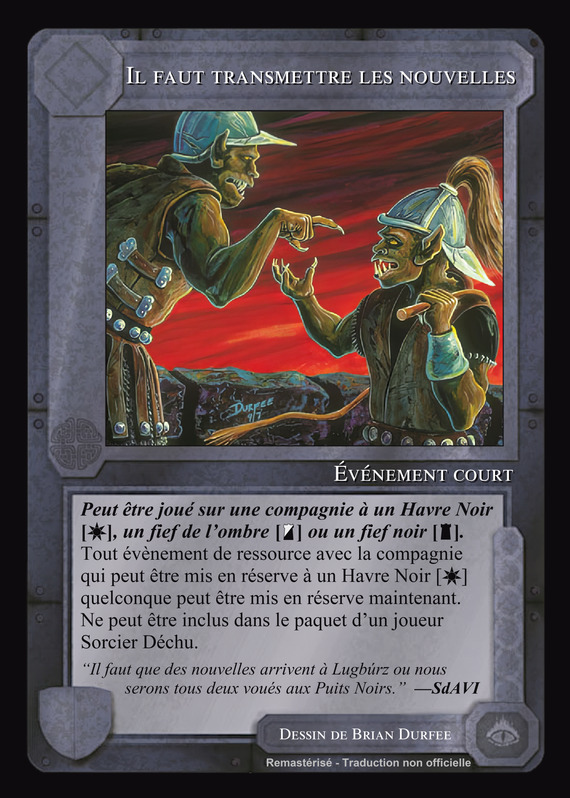 Il faut transmettre les nouvelles
Durfee
97
Événement court
Peut être joué sur une compagnie à un Havre Noir
[], un fief de l'ombre [] ou un fief noir [].
Tout évènement de ressource avec la compagnie
qui peut être mis en réserve à un Havre Noir []
quelconque peut être mis en réserve maintenant.
Ne peut être inclus dans le paquet d'un joueur
Sorcier Déchu.
“Il faut que des nouvelles arrivent à Lugbúrz ou nous
serons tous deux voués aux Puits Noirs.” —SdAVI
Dessin de Brian Durfee
Remastérisé - Traduction non officielle